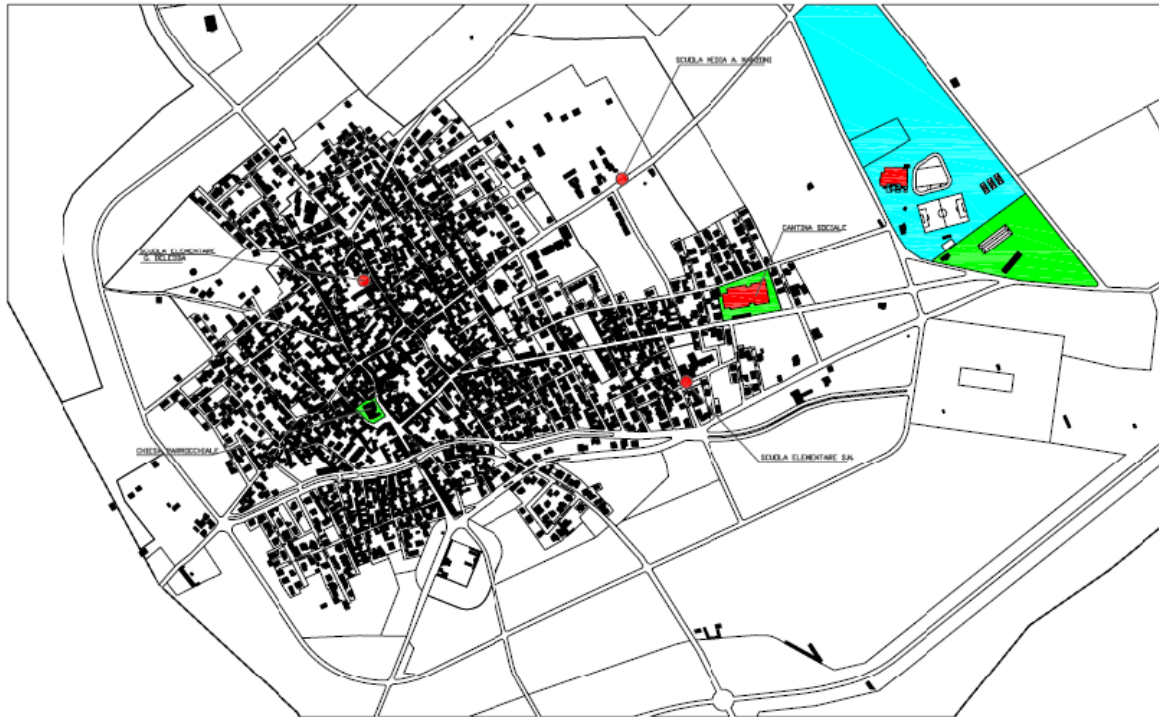 SCUOLA MEDIA A. MANZONI
CANTINA SOCIALE
SCUOLA ELEMENTARE
G. DELEDDA
CHIESA PARROCCHIALE
SCUOLA ELEMENTARE S.N.